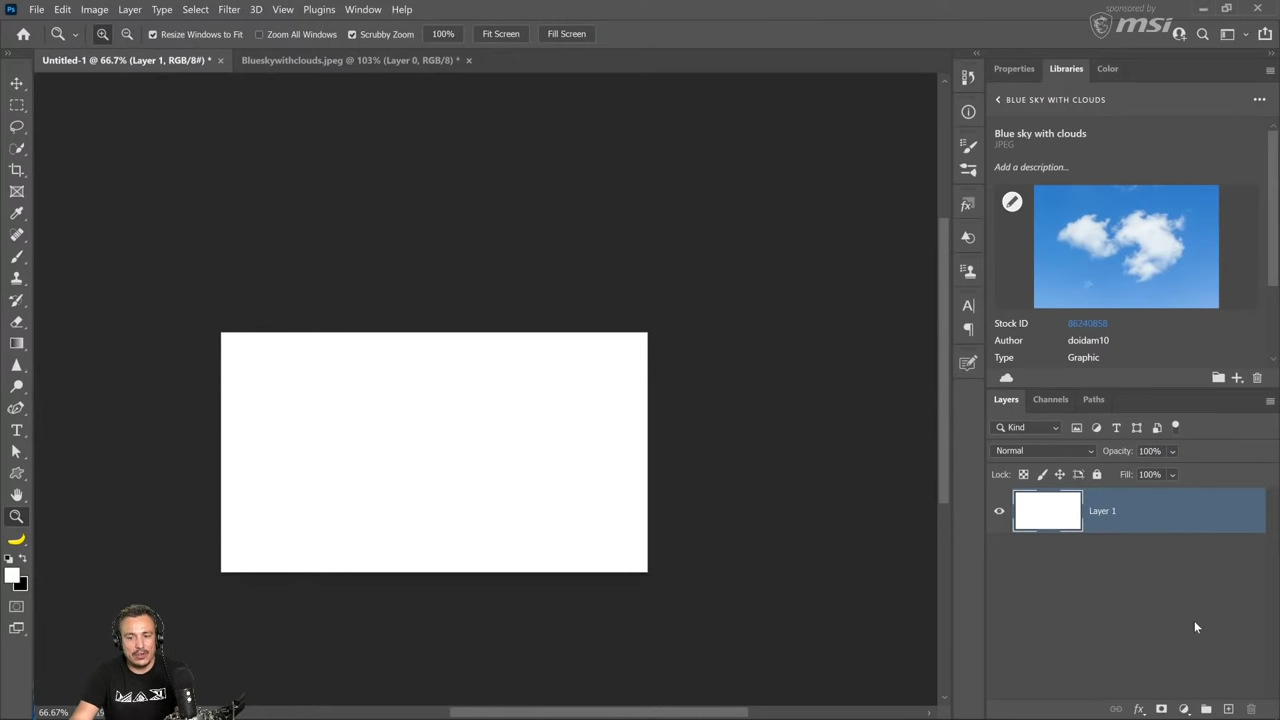 Ps File Edit Image Layer Type Select Filter 3D View Plugins Window Help
sponsored by
msi
Resize Windows to Fit Zoom All Windows Scrubby Zoom 100% Fit Screen Fill Screen
Untitled-1 @ 66.7% (Layer 1, RGB/8#) * × Blueskywithclouds.jpeg @ 103% (Layer 0, RGB/8) * ×
Properties Libraries Color
BLUE SKY WITH CLOUDS
Blue sky with clouds
JPEG
Add a description...
Stock ID 86240858
Author doidam10
Type Graphic
Layers Channels Paths
Kind
Normal Opacity: 100%
Lock: Fill: 100%
Layer 1
66.67%